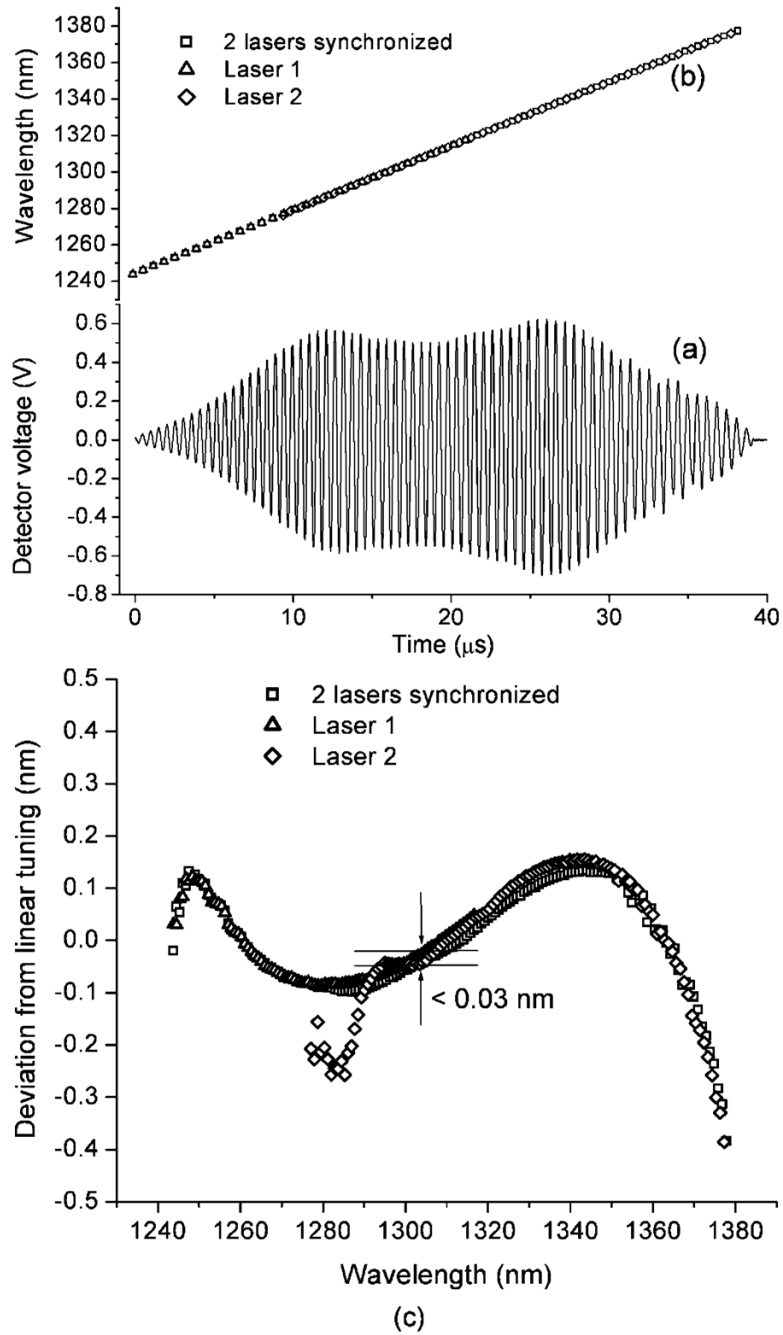 1380
1360
1340
1320
1300
1280
1260
1240
Wavelength (nm)
2 lasers synchronized
Laser 1
Laser 2
(b)
0.6
0.4
0.2
0.0
-0.2
-0.4
-0.6
-0.8
Detector voltage (V)
(a)
0 10 20 30 40
Time (μs)
0.5
0.4
0.3
0.2
0.1
0.0
-0.1
-0.2
-0.3
-0.4
-0.5
Deviation from linear tuning (nm)
2 lasers synchronized
Laser 1
Laser 2
< 0.03 nm
1240 1260 1280 1300 1320 1340 1360 1380
Wavelength (nm)
(c)